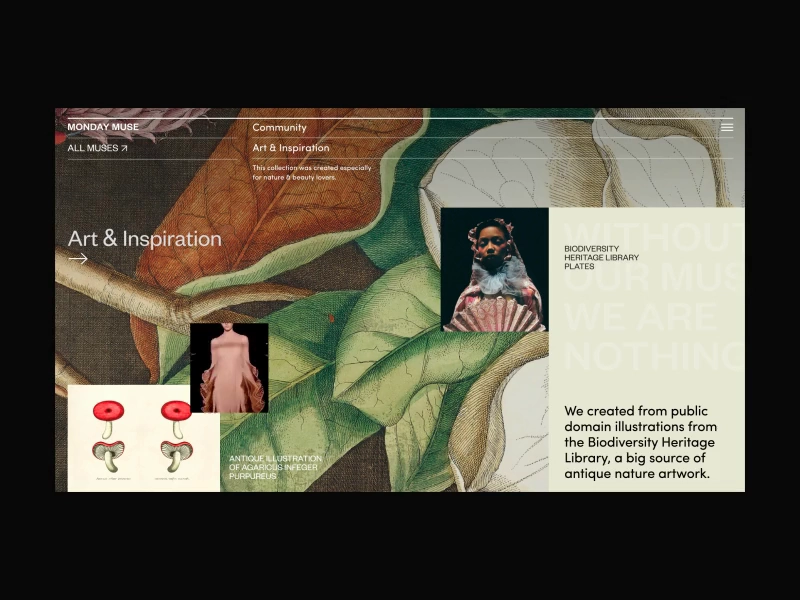 MONDAY MUSE
Community
ALL MUSES ↗
Art & Inspiration
This collection was created especially
for nature & beauty lovers.
Art & Inspiration
→
BIODIVERSITY
HERITAGE LIBRARY
PLATES
WITHOUT
OUR MUS
WE ARE
NOTHING
We created from public
domain illustrations from
the Biodiversity Heritage
Library, a big source of
antique nature artwork.
ANTIQUE ILLUSTRATION
OF AGARICUS INFEGER
PURPUREUS